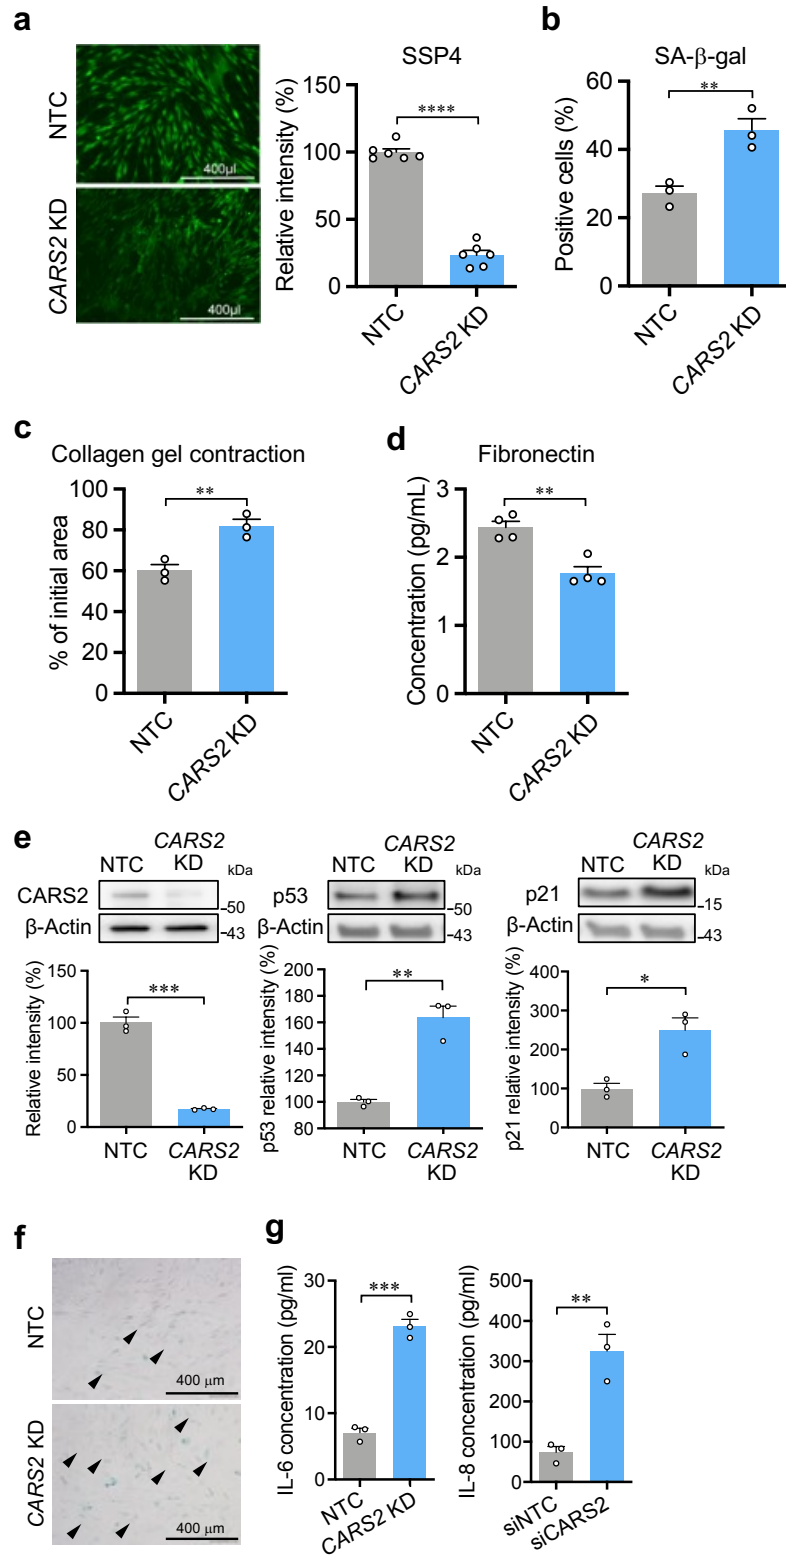 a
NTC
400µl
CARS2 KD
400µl
SSP4
Relative intensity (%)
150
100
50
0
****
NTC
CARS2 KD
b
SA-β-gal
Positive cells (%)
60
40
20
0
**
NTC
CARS2 KD
c
Collagen gel contraction
% of initial area
100
80
60
40
20
0
**
NTC
CARS2 KD
d
Fibronectin
Concentration (pg/mL)
3
2
1
0
**
NTC
CARS2 KD
e
NTC
CARS2
KD
kDa
CARS2
50
β-Actin
43
Relative intensity (%)
150
100
50
0
***
NTC
CARS2
KD
NTC
CARS2
KD
kDa
p53
50
β-Actin
43
p53 relative intensity (%)
200
180
160
140
120
100
80
**
NTC
CARS2
KD
NTC
CARS2
KD
kDa
p21
15
β-Actin
43
p21 relative intensity (%)
400
300
200
100
0
*
NTC
CARS2
KD
f
NTC
400 µm
CARS2 KD
400 µm
g
IL-6 concentration (pg/ml)
30
20
10
0
***
NTC
CARS2 KD
IL-8 concentration (pg/ml)
500
400
300
200
100
0
**
siNTC
siCARS2